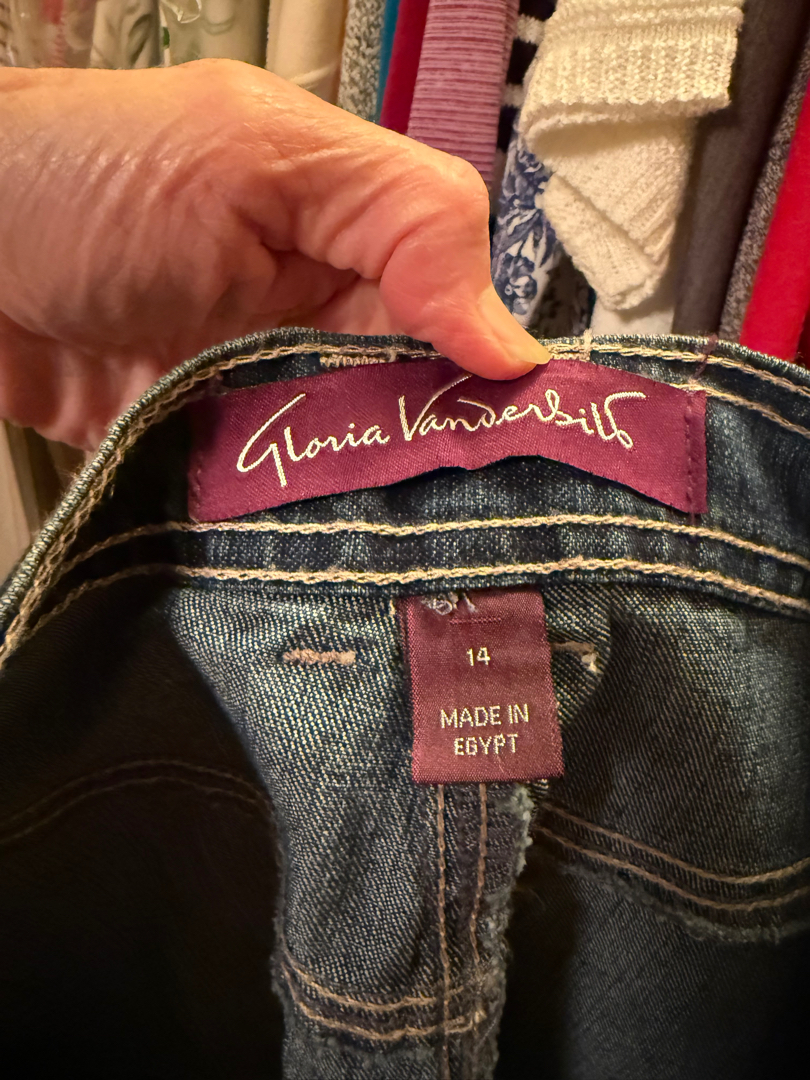 Gloria Vanderbilt
14
MADE IN
EGYPT